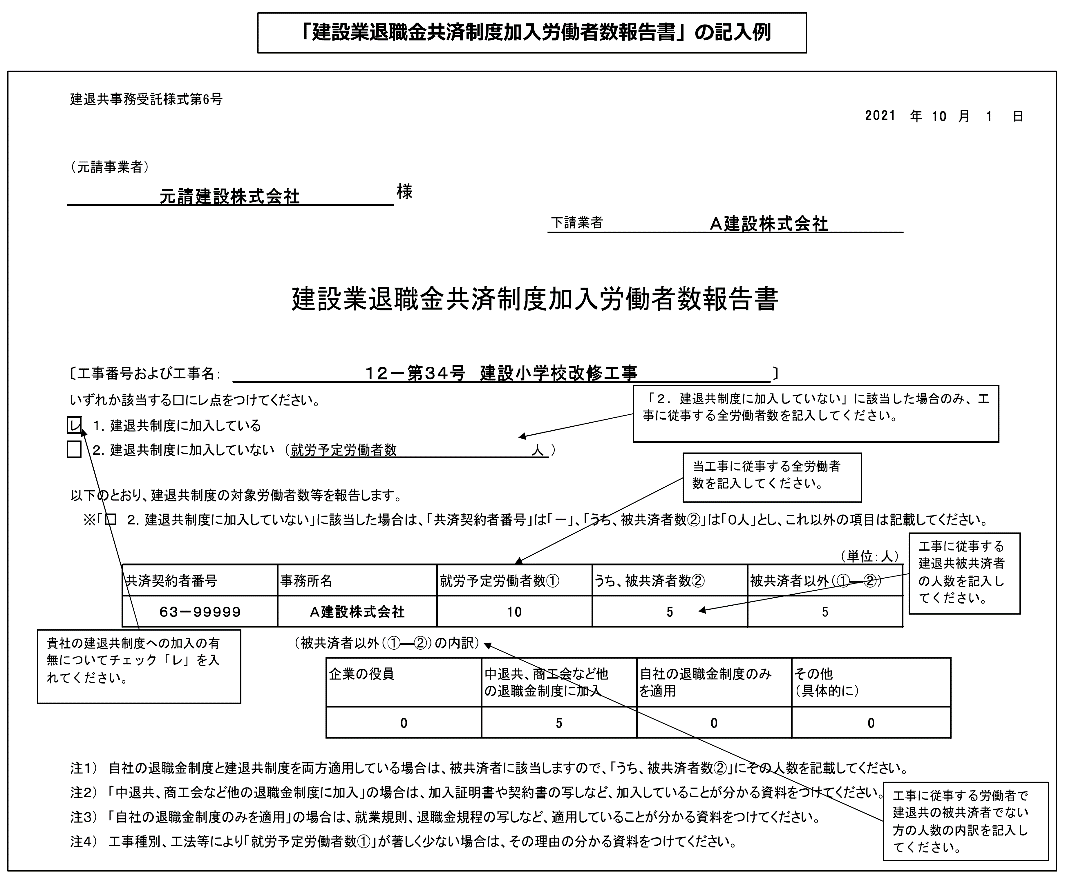 「建設業退職金共済制度加入労働者数報告書」の記入例
建退共事務受託様式第6号
2021 年 10 月 1 日
（元請事業者）
元請建設株式会社 様
下請業者 A建設株式会社
建設業退職金共済制度加入労働者数報告書
〔工事番号および工事名： 12－第34号 建設小学校改修工事 〕
いずれか該当する□にレ点をつけてください。
レ 1．建退共制度に加入している
□ 2．建退共制度に加入していない （就労予定労働者数 人 ）
「2．建退共制度に加入していない」に該当した場合のみ、工
事に従事する全労働者数を記入してください。
当工事に従事する全労働者
数を記入してください。
以下のとおり、建退共制度の対象労働者数等を報告します。
※「□ 2．建退共制度に加入していない」に該当した場合は、「共済契約者番号」は「－」、「うち、被共済者数②」は「0人」とし、これ以外の項目は記載してください。
工事に従事する
建退共被共済者
の人数を記入し
てください。
（単位：人）
共済契約者番号 事務所名 就労予定労働者数① うち、被共済者数② 被共済者以外（①－②）
63－99999 A建設株式会社 10 5 5
貴社の建退共制度への加入の有
無についてチェック「レ」を入
れてください。
（被共済者以外（①－②）の内訳）
企業の役員 中退共、商工会など他 自社の退職金制度のみ その他
の退職金制度に加入 を適用 （具体的に）
0 5 0 0
注1） 自社の退職金制度と建退共制度を両方適用している場合は、被共済者に該当しますので、「うち、被共済者数②」にその人数を記載してください。
注2） 「中退共、商工会など他の退職金制度に加入」の場合は、加入証明書や契約書の写しなど、加入していることが分かる資料をつけてください。
注3） 「自社の退職金制度のみを適用」の場合は、就業規則、退職金規程の写しなど、適用していることが分かる資料をつけてください。
注4） 工事種別、工法等により「就労予定労働者数①」が著しく少ない場合は、その理由の分かる資料をつけてください。
工事に従事する労働者で
建退共の被共済者でない
方の人数の内訳を記入し
てください。